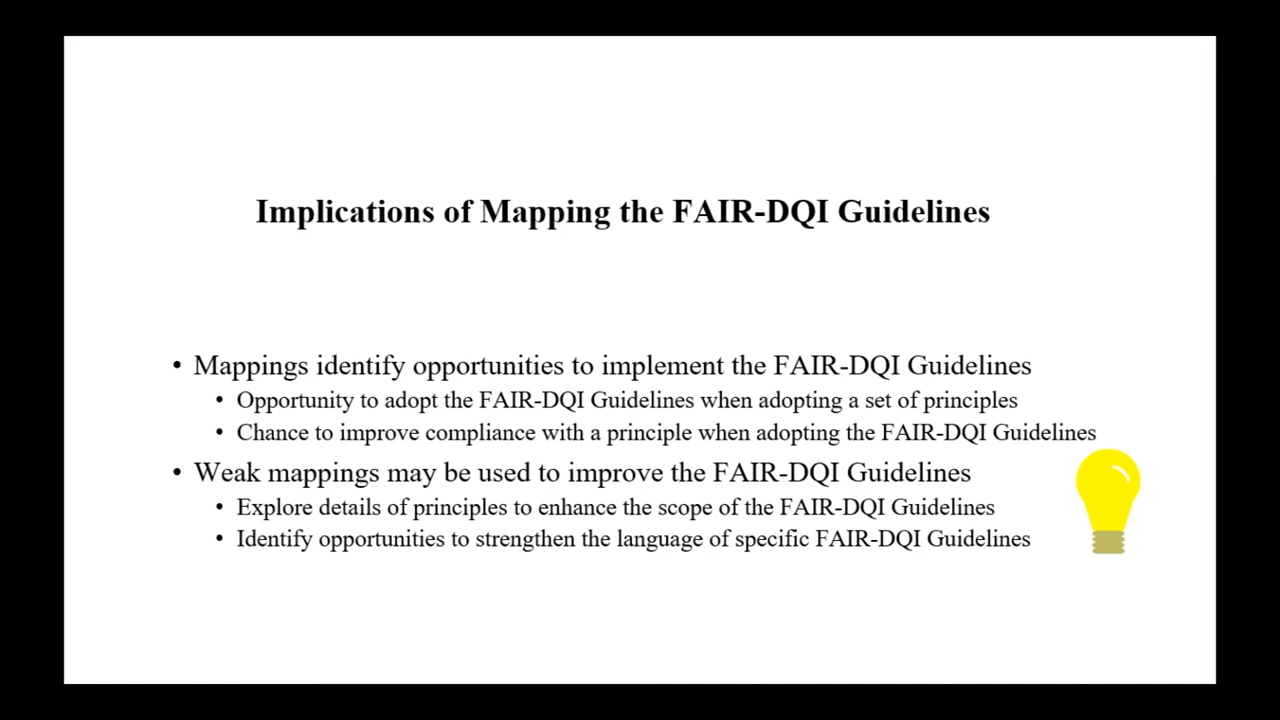 Implications of Mapping the FAIR-DQI Guidelines
• Mappings identify opportunities to implement the FAIR-DQI Guidelines
• Opportunity to adopt the FAIR-DQI Guidelines when adopting a set of principles
• Chance to improve compliance with a principle when adopting the FAIR-DQI Guidelines
• Weak mappings may be used to improve the FAIR-DQI Guidelines
• Explore details of principles to enhance the scope of the FAIR-DQI Guidelines
• Identify opportunities to strengthen the language of specific FAIR-DQI Guidelines